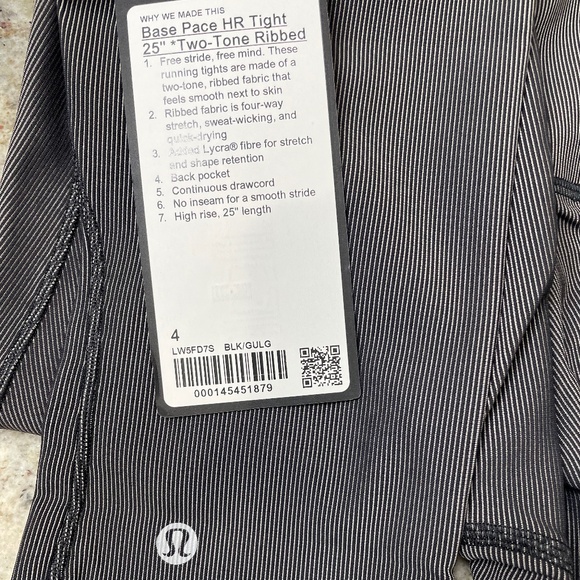 WHY WE MADE THIS
Base Pace HR Tight
25" *Two-Tone Ribbed
1. Free stride, free mind. These
running tights are made of a
two-tone, ribbed fabric that
feels smooth next to skin
2. Ribbed fabric is four-way
stretch, sweat-wicking, and
quick-drying
3. Added Lycra® fibre for stretch
and shape retention
4. Back pocket
5. Continuous drawcord
6. No inseam for a smooth stride
7. High rise, 25" length
4
LW5FD7S BLK/GULG
000145451879